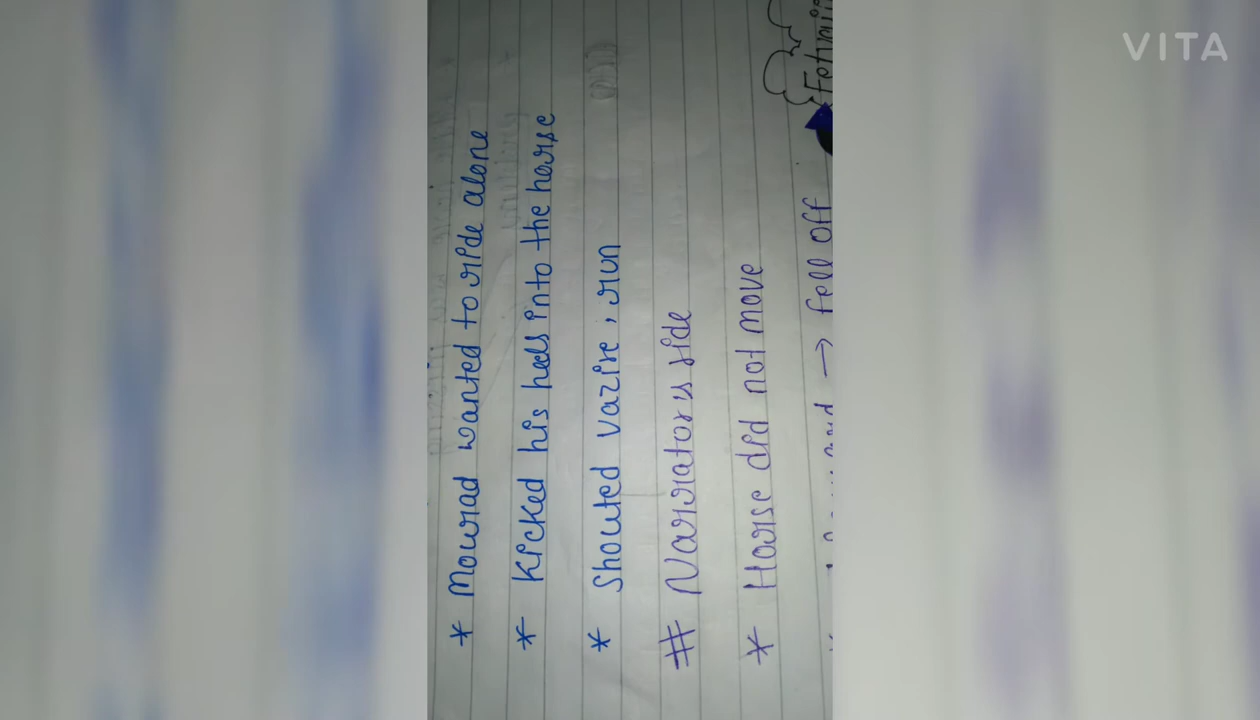 * Mourad wanted to ride alone
* Kicked his heels into the horse
* Shouted vazire, run
# Narrator's ride
* Horse did not move
→ fell off
VITA